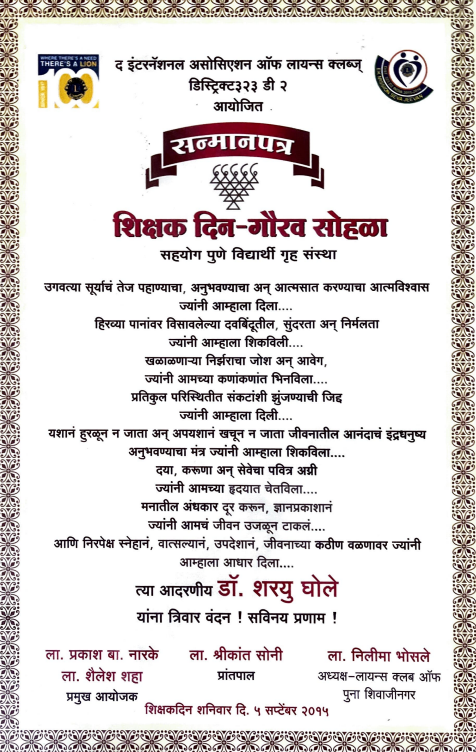 WHERE THERE'S A NEED
THERE'S A LION
द इंटरनॅशनल असोसिएशन ऑफ लायन्स क्लब्ज्
डिस्ट्रिक्ट३२३ डी २
आयोजित
सन्मानपत्र
शिक्षक दिन-गौरव सोहळा
सहयोग पुणे विद्यार्थी गृह संस्था
उगवत्या सूर्याचं तेज पहाण्याचा, अनुभवण्याचा अन् आत्मसात करण्याचा आत्मविश्वास
ज्यांनी आम्हाला दिला....
हिरव्या पानांवर विसावलेल्या दवबिंदूतील, सुंदरता अन् निर्मलता
ज्यांनी आम्हाला शिकविली....
खळाळणाऱ्या निर्झराचा जोश अन् आवेग,
ज्यांनी आमच्या कणांकणांत भिनविला....
प्रतिकुल परिस्थितीत संकटांशी झुंजण्याची जिद्द
ज्यांनी आम्हाला दिली....
यशानं हुरळून न जाता अन् अपयशानं खचून न जाता जीवनातील आनंदाचं इंद्रधनुष्य
अनुभवण्याचा मंत्र ज्यांनी आम्हाला शिकविला....
दया, करूणा अन् सेवेचा पवित्र अग्नी
ज्यांनी आमच्या हृदयात चेतविला....
मनातील अंधकार दूर करून, ज्ञानप्रकाशानं
ज्यांनी आमचं जीवन उजळून टाकलं....
आणि निरपेक्ष स्नेहानं, वात्सल्यानं, उपदेशानं, जीवनाच्या कठीण वळणावर ज्यांनी
आम्हाला आधार दिला....
त्या आदरणीय डॉ. शरयु घोले
यांना त्रिवार वंदन ! सविनय प्रणाम !
ला. प्रकाश बा. नारके ला. श्रीकांत सोनी ला. निलीमा भोसले
ला. शैलेश शहा प्रांतपाल अध्यक्ष-लायन्स क्लब ऑफ
प्रमुख आयोजक पुना शिवाजीनगर
शिक्षकदिन शनिवार दि. ५ सप्टेंबर २०१५